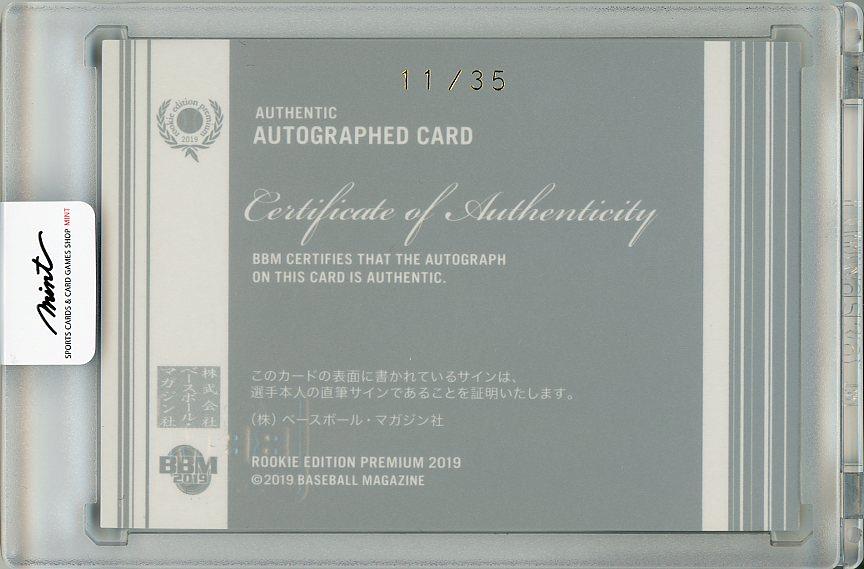 11/35
rookie edition premium
2019
AUTHENTIC
AUTOGRAPHED CARD
Certificate of Authenticity
BBM CERTIFIES THAT THE AUTOGRAPH
ON THIS CARD IS AUTHENTIC.
mint
SPORTS CARDS & CARD GAMES SHOP MINT
株式会社
ベースボール・
マガジン社
このカードの表面に書かれているサインは、
選手本人の直筆サインであることを証明いたします。
(株)ベースボール・マガジン社
BBM
2019
ROOKIE EDITION PREMIUM 2019
©2019 BASEBALL MAGAZINE